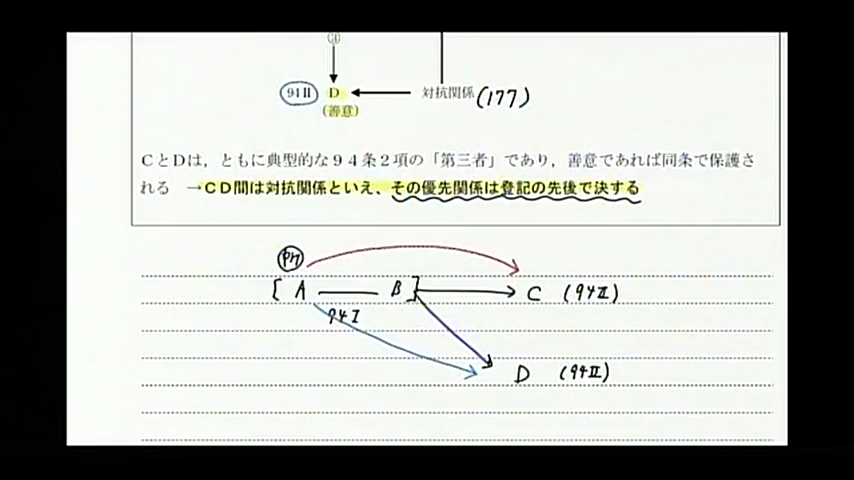 94Ⅱ D 対抗関係(177)
(善意)
CとDは，ともに典型的な94条2項の「第三者」であり，善意であれば同条で保護さ
れる →CD間は対抗関係といえ、その優先関係は登記の先後で決する
[ A B ] C (94Ⅱ)
94Ⅰ
D (94Ⅱ)